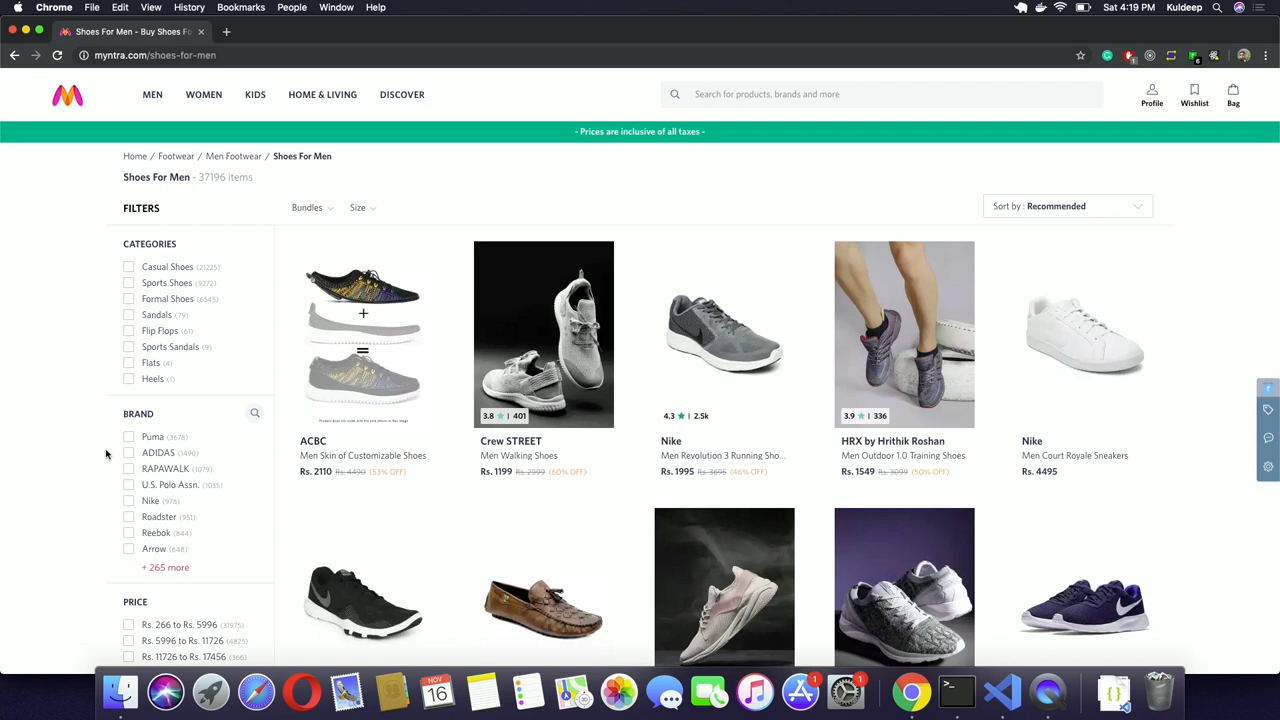 Chrome File Edit View History Bookmarks People Window Help Sat 4:19 PM Kuldeep
Shoes For Men - Buy Shoes Fo
myntra.com/shoes-for-men
MEN WOMEN KIDS HOME & LIVING DISCOVER Search for products, brands and more Profile Wishlist Bag
- Prices are inclusive of all taxes -
Home / Footwear / Men Footwear / Shoes For Men
Shoes For Men - 37196 items
FILTERS Bundles Size Sort by : Recommended
CATEGORIES
Casual Shoes (21225)
Sports Shoes (9272)
Formal Shoes (6545)
Sandals (79)
Flip Flops (61)
Sports Sandals (9)
Flats (4)
Heels (1)
BRAND
Puma (3678)
ADIDAS (1490)
RAPAWALK (1079)
U.S. Polo Assn. (1035)
Nike (978)
Roadster (951)
Reebok (844)
Arrow (648)
+ 265 more
PRICE
Rs. 266 to Rs. 5996 (31975)
Rs. 5996 to Rs. 11726 (4825)
Rs. 11726 to Rs. 17456 (366)
+
=
ACBC
Men Skin of Customizable Shoes
Rs. 2110 Rs. 4490 (53% OFF)
3.8 ★ | 401
Crew STREET
Men Walking Shoes
Rs. 1199 Rs. 2999 (60% OFF)
4.3 ★ | 2.5k
Nike
Men Revolution 3 Running Sho...
Rs. 1995 Rs. 3695 (46% OFF)
3.9 ★ | 336
HRX by Hrithik Roshan
Men Outdoor 1.0 Training Shoes
Rs. 1549 Rs. 3099 (50% OFF)
Nike
Men Court Royale Sneakers
Rs. 4495
NOV
16
1
1